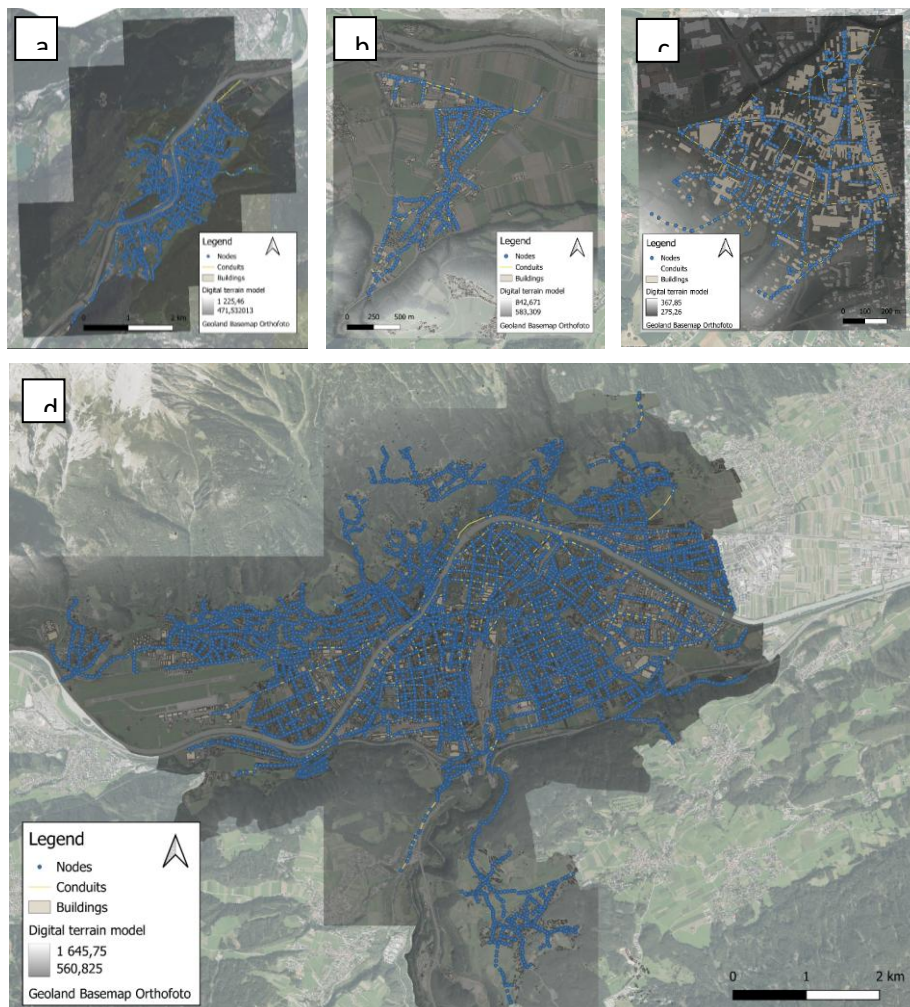 a
b
c
Legend
Nodes
Conduits
Buildings
Digital terrain model
1 225,46
471,532013
Geoland Basemap Orthofoto
0 1 2 km
Legend
Nodes
Conduits
Buildings
Digital terrain model
842,671
583,309
Geoland Basemap Orthofoto
0 250 500 m
Legend
Nodes
Conduits
Buildings
Digital terrain model
367,85
275,26
Geoland Basemap Orthofoto
0 100 200 m
d
Legend
Nodes
Conduits
Buildings
Digital terrain model
1 645,75
560,825
Geoland Basemap Orthofoto
0 1 2 km